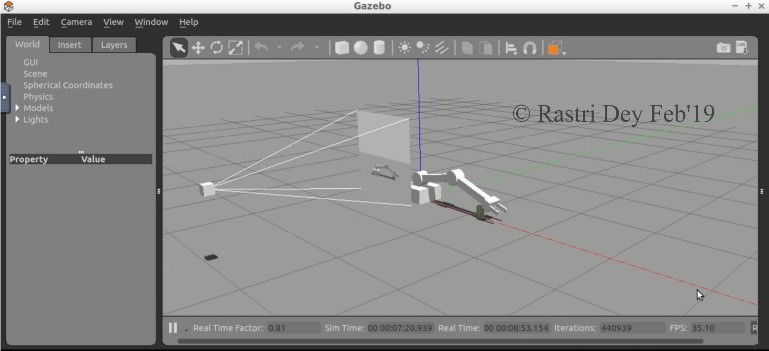 Gazebo
File Edit Camera View Window Help
World Insert Layers
GUI
Scene
Spherical Coordinates
Physics
Models
Lights
Property Value
© Rastri Dey Feb'19
Real Time Factor: 0.81 Sim Time: 00 00:07:20.939 Real Time: 00 00:08:53.154 Iterations: 440939 FPS: 35.10 R